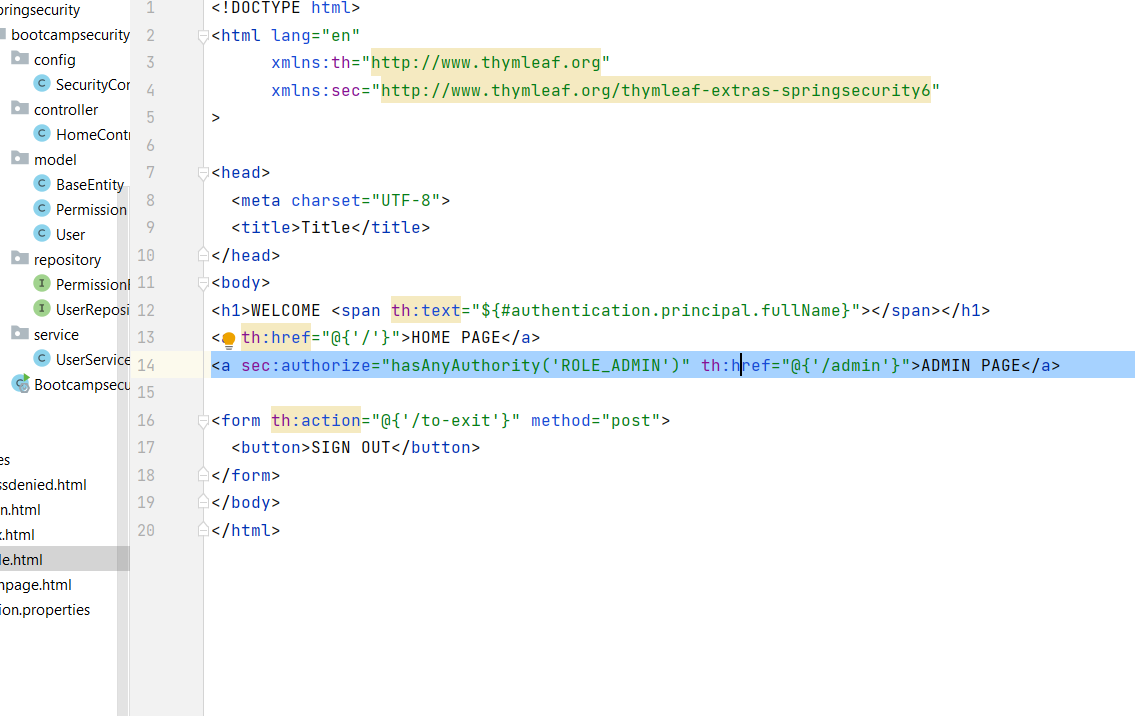 pringsecurity
bootcampsecurity
config
SecurityCor
controller
HomeContr
model
BaseEntity
Permission
User
repository
PermissionR
UserReposi
service
UserService
Bootcampsecu
es
ssdenied.html
n.html
x.html
le.html
npage.html
ion.properties
1 <!DOCTYPE html>
2 <html lang="en"
3 xmlns:th="http://www.thymleaf.org"
4 xmlns:sec="http://www.thymleaf.org/thymleaf-extras-springsecurity6"
5 >
6
7 <head>
8 <meta charset="UTF-8">
9 <title>Title</title>
10 </head>
11 <body>
12 <h1>WELCOME <span th:text="${#authentication.principal.fullName}"></span></h1>
13 <a th:href="@{'/'}">HOME PAGE</a>
14 <a sec:authorize="hasAnyAuthority('ROLE_ADMIN')" th:href="@{'/admin'}">ADMIN PAGE</a>
15
16 <form th:action="@{'/to-exit'}" method="post">
17 <button>SIGN OUT</button>
18 </form>
19 </body>
20 </html>